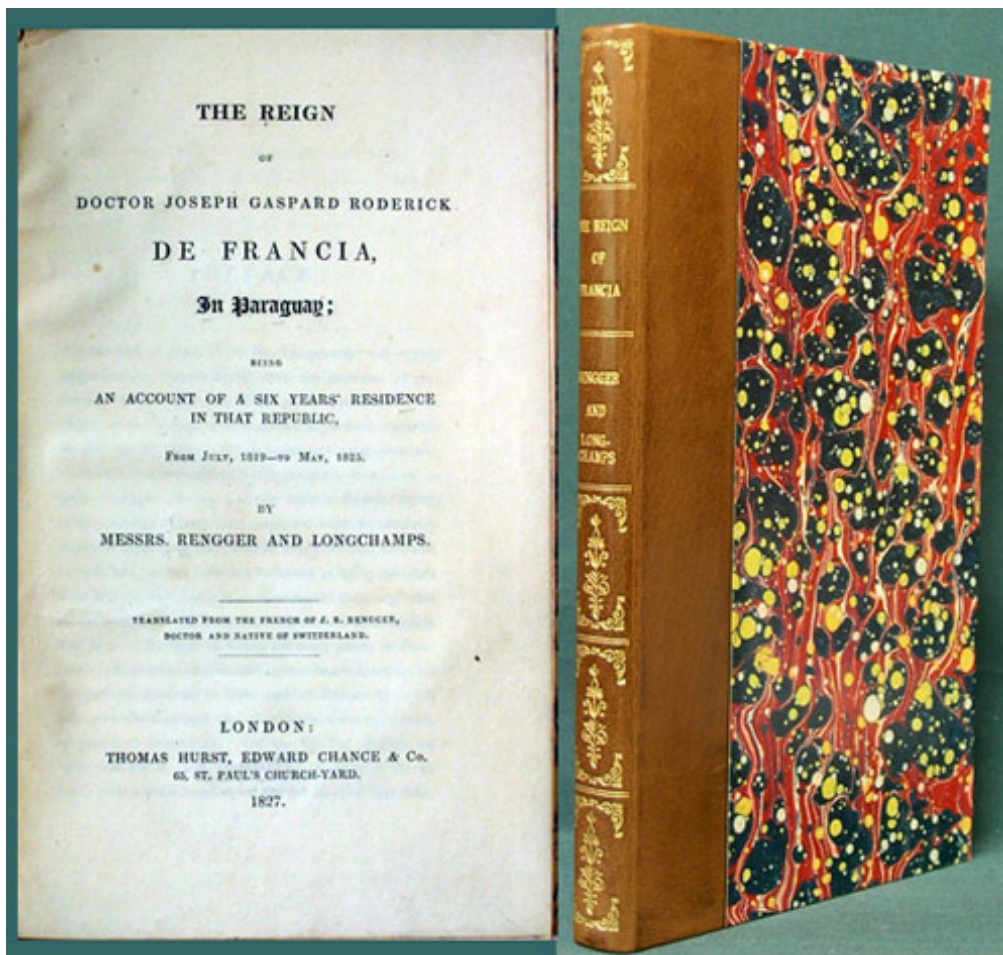 THE REIGN
OF
DOCTOR JOSEPH GASPARD RODERICK
DE FRANCIA,
In Paraguay;
BEING
AN ACCOUNT OF A SIX YEARS' RESIDENCE
IN THAT REPUBLIC,
FROM JULY, 1819—TO MAY, 1825.
BY
MESSRS. RENGGER AND LONGCHAMPS.
TRANSLATED FROM THE FRENCH OF J. R. RENGGER,
DOCTOR AND NATIVE OF SWITZERLAND.
LONDON:
THOMAS HURST, EDWARD CHANCE & Co.
65, ST. PAUL'S CHURCH-YARD.
1827.
THE REIGN
OF
FRANCIA
RENGGER
AND
LONG-
CHAMPS